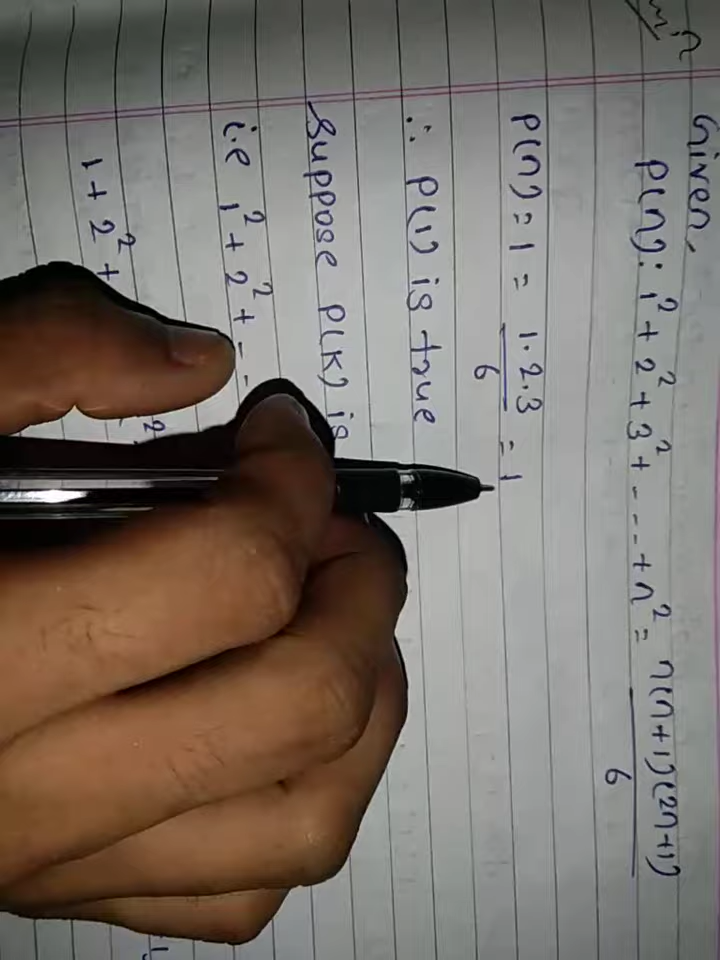 Given,
P(n): 1² + 2² + 3² + - - - + n² = n(n+1)(2n+1) / 6
P(n) = 1 = 1·2·3 / 6 = 1
∴ P(1) is true
Suppose P(K) is
i.e 1² + 2² + - -
1 + 2² +